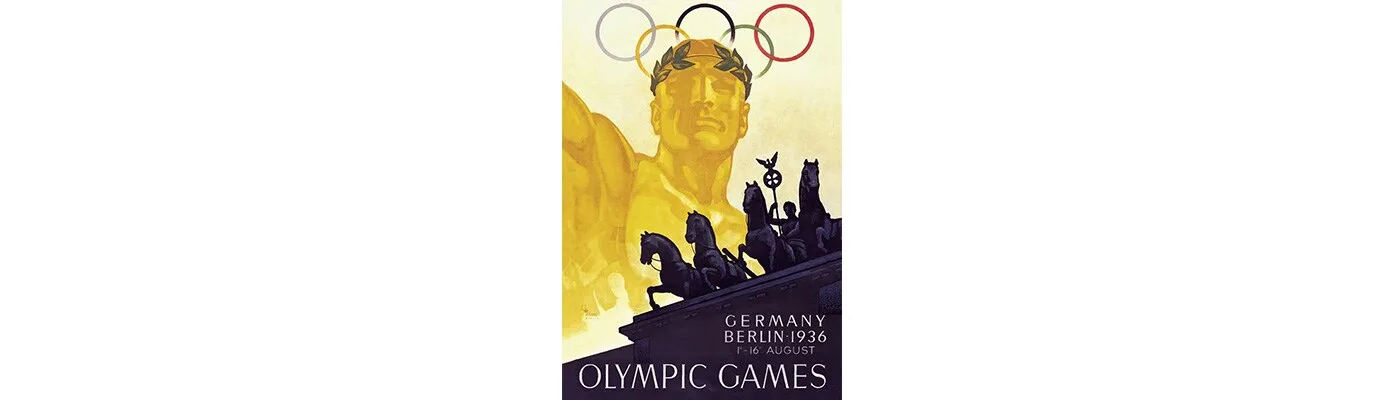 GERMANY
BERLIN·1936
1ST-16TH AUGUST
OLYMPIC GAMES